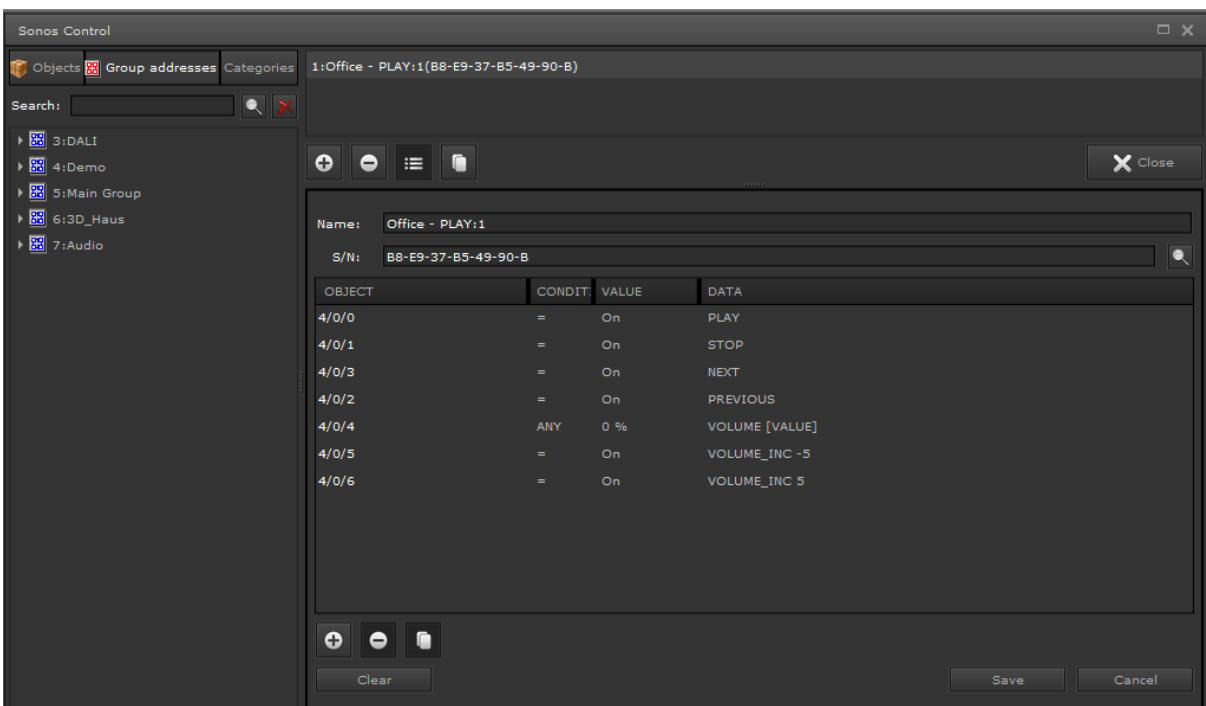 Sonos Control
Objects Group addresses Categories
Search:
3:DALI
4:Demo
5:Main Group
6:3D_Haus
7:Audio
1:Office - PLAY:1(B8-E9-37-B5-49-90-B)
Close
Name: Office - PLAY:1
S/N: B8-E9-37-B5-49-90-B
OBJECT CONDIT: VALUE DATA
4/0/0 = On PLAY
4/0/1 = On STOP
4/0/3 = On NEXT
4/0/2 = On PREVIOUS
4/0/4 ANY 0 % VOLUME [VALUE]
4/0/5 = On VOLUME_INC -5
4/0/6 = On VOLUME_INC 5
Clear Save Cancel